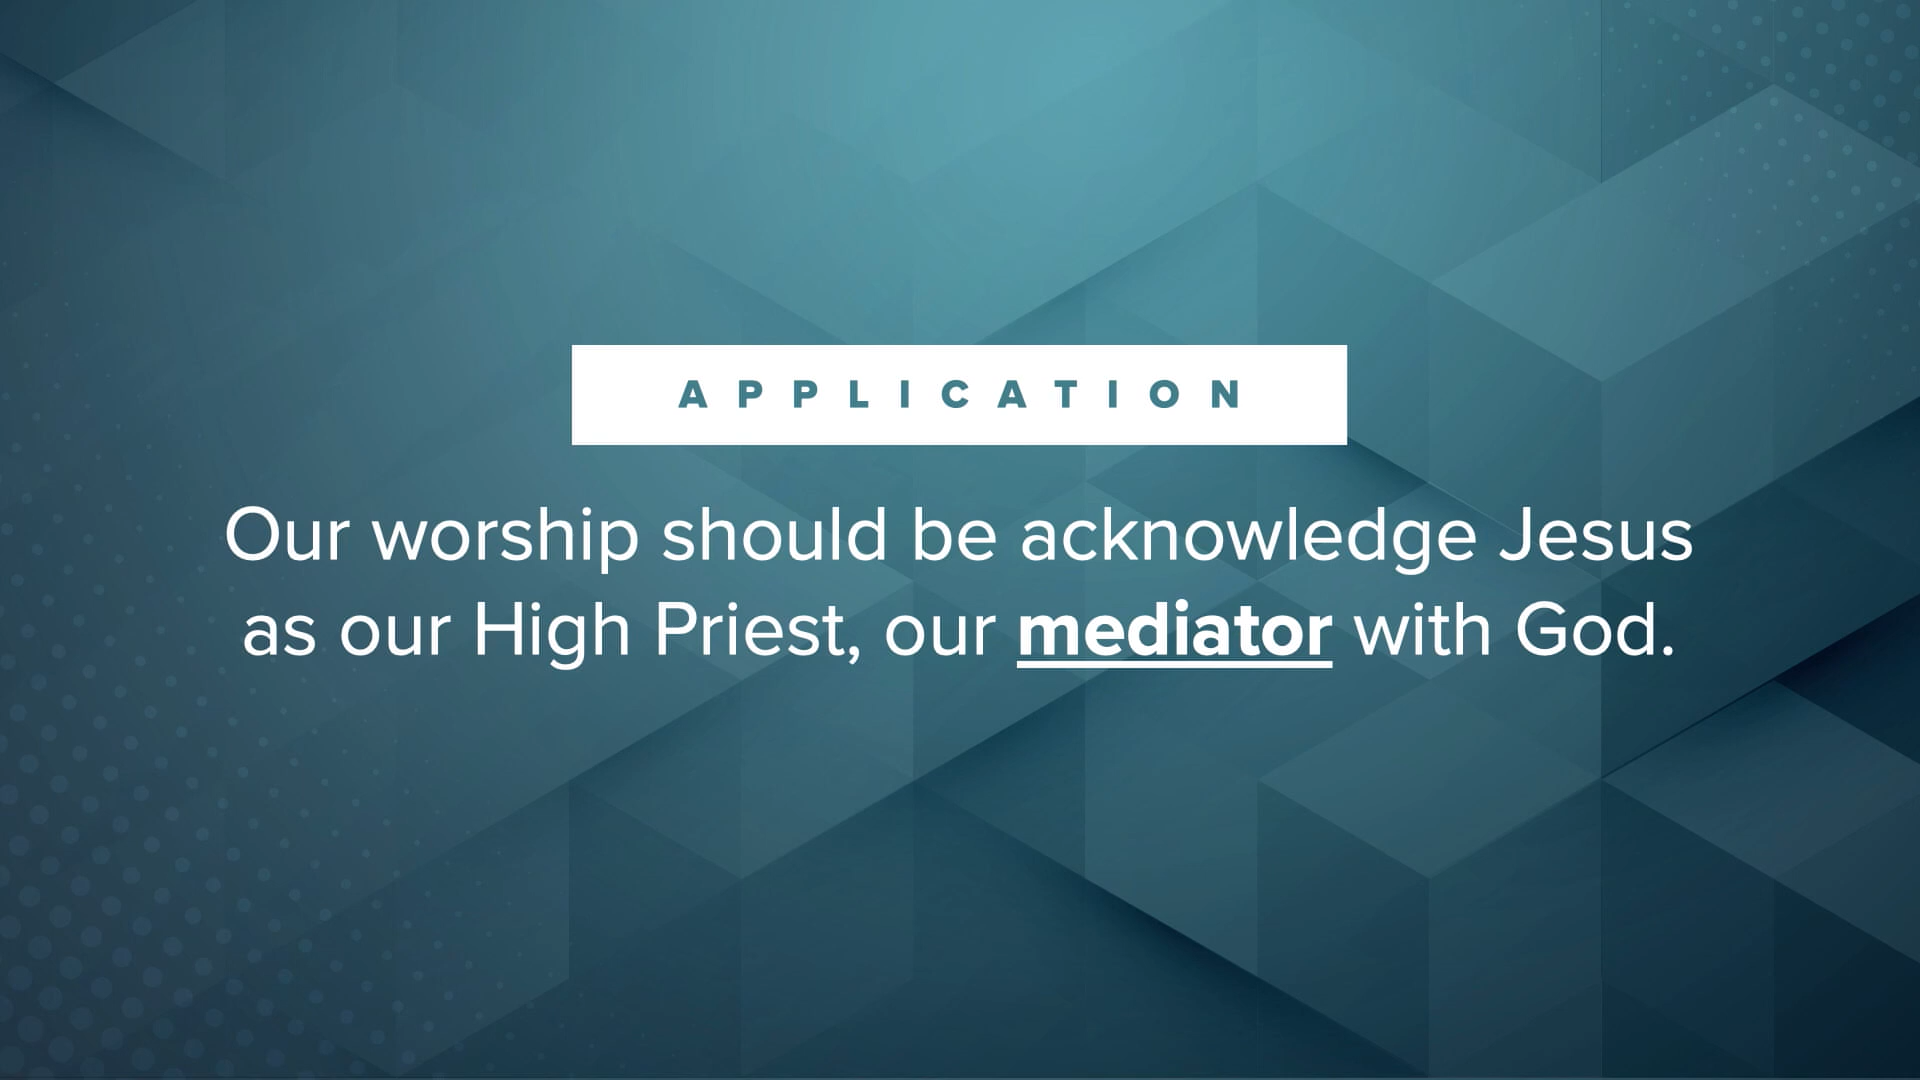 APPLICATION
Our worship should be acknowledge Jesus
as our High Priest, our mediator with God.